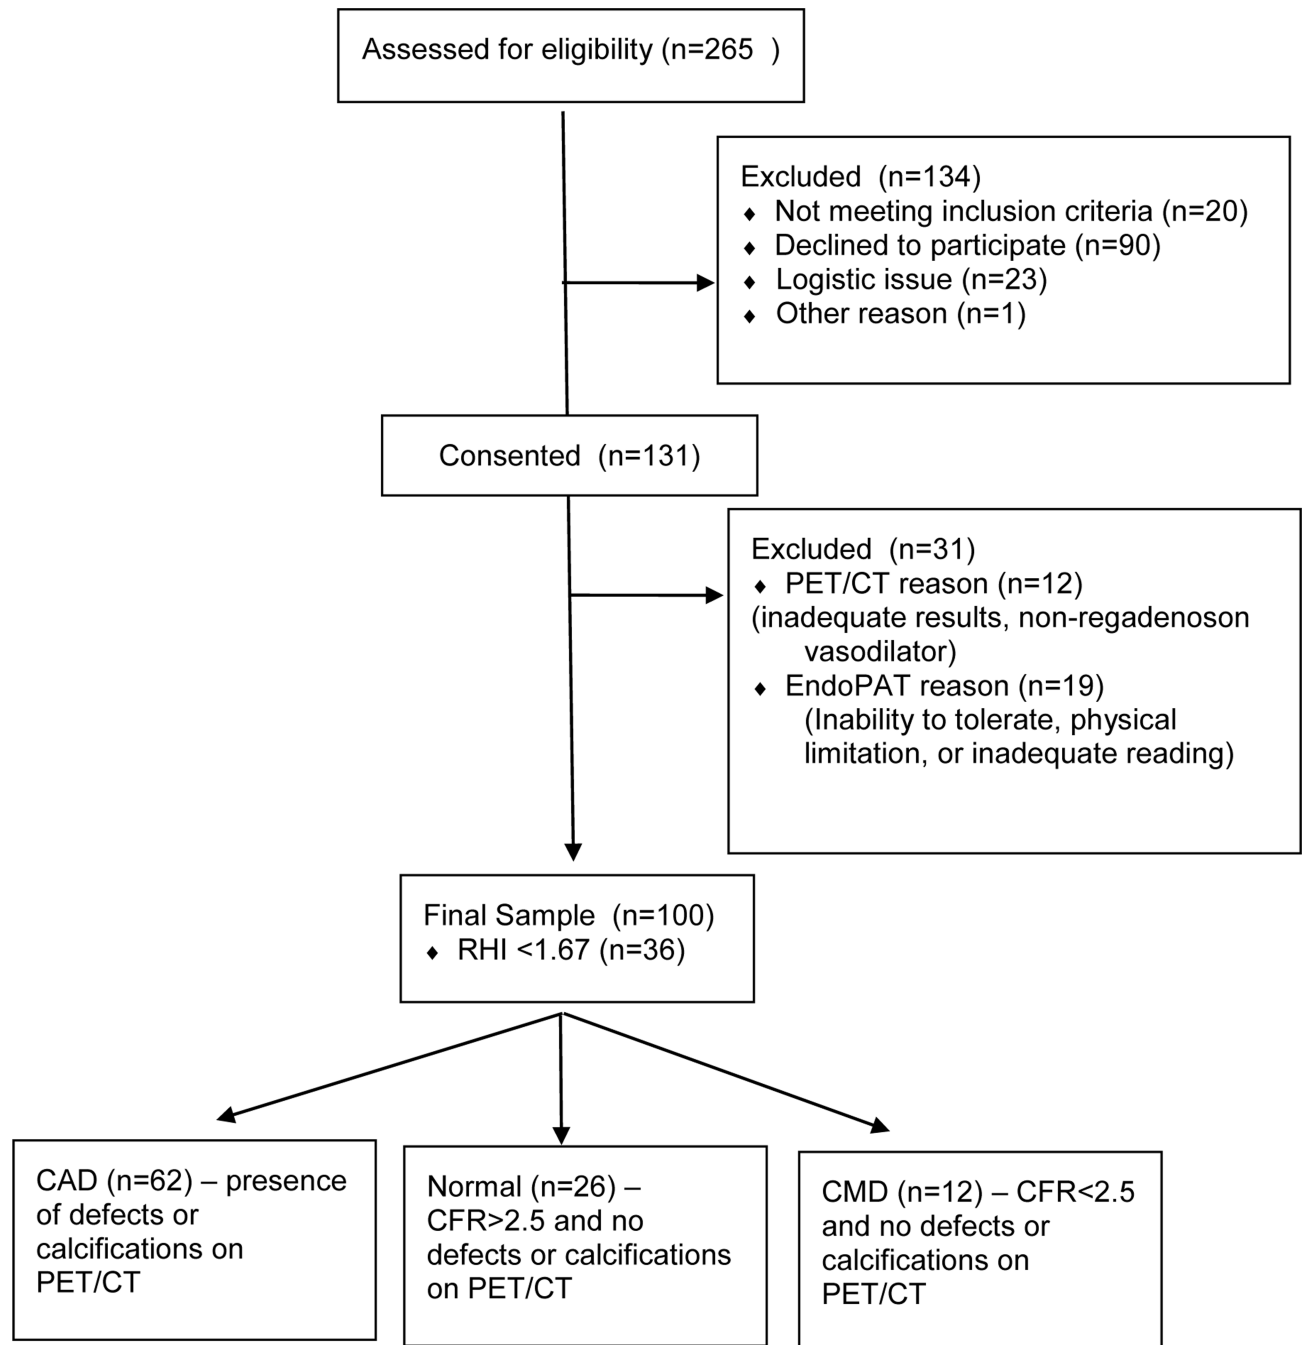 Assessed for eligibility (n=265  )
Excluded  (n=134)
♦ Not meeting inclusion criteria (n=20)
♦ Declined to participate (n=90)
♦ Logistic issue (n=23)
♦ Other reason (n=1)
Consented  (n=131)
Excluded  (n=31)
♦ PET/CT reason (n=12)
(inadequate results, non-regadenoson
vasodilator)
♦ EndoPAT reason (n=19)
(Inability to tolerate, physical
limitation, or inadequate reading)
Final Sample  (n=100)
♦ RHI <1.67 (n=36)
CAD (n=62) – presence
of defects or
calcifications on
PET/CT
Normal (n=26) –
CFR>2.5 and no
defects or calcifications
on PET/CT
CMD (n=12) – CFR<2.5
and no defects or
calcifications on
PET/CT